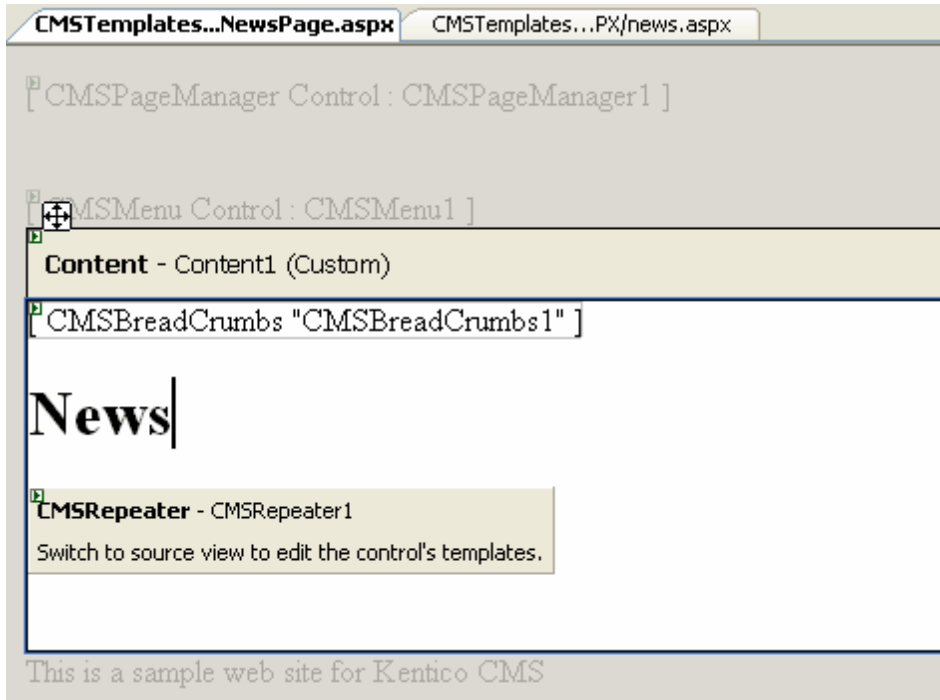 CMSTemplates...NewsPage.aspx CMSTemplates...PX/news.aspx
[ CMSPageManager Control : CMSPageManager1 ]
[ CMSMenu Control : CMSMenu1 ]
Content - Content1 (Custom)
[ CMSBreadCrumbs "CMSBreadCrumbs1" ]
News
CMSRepeater - CMSRepeater1
Switch to source view to edit the control's templates.
This is a sample web site for Kentico CMS